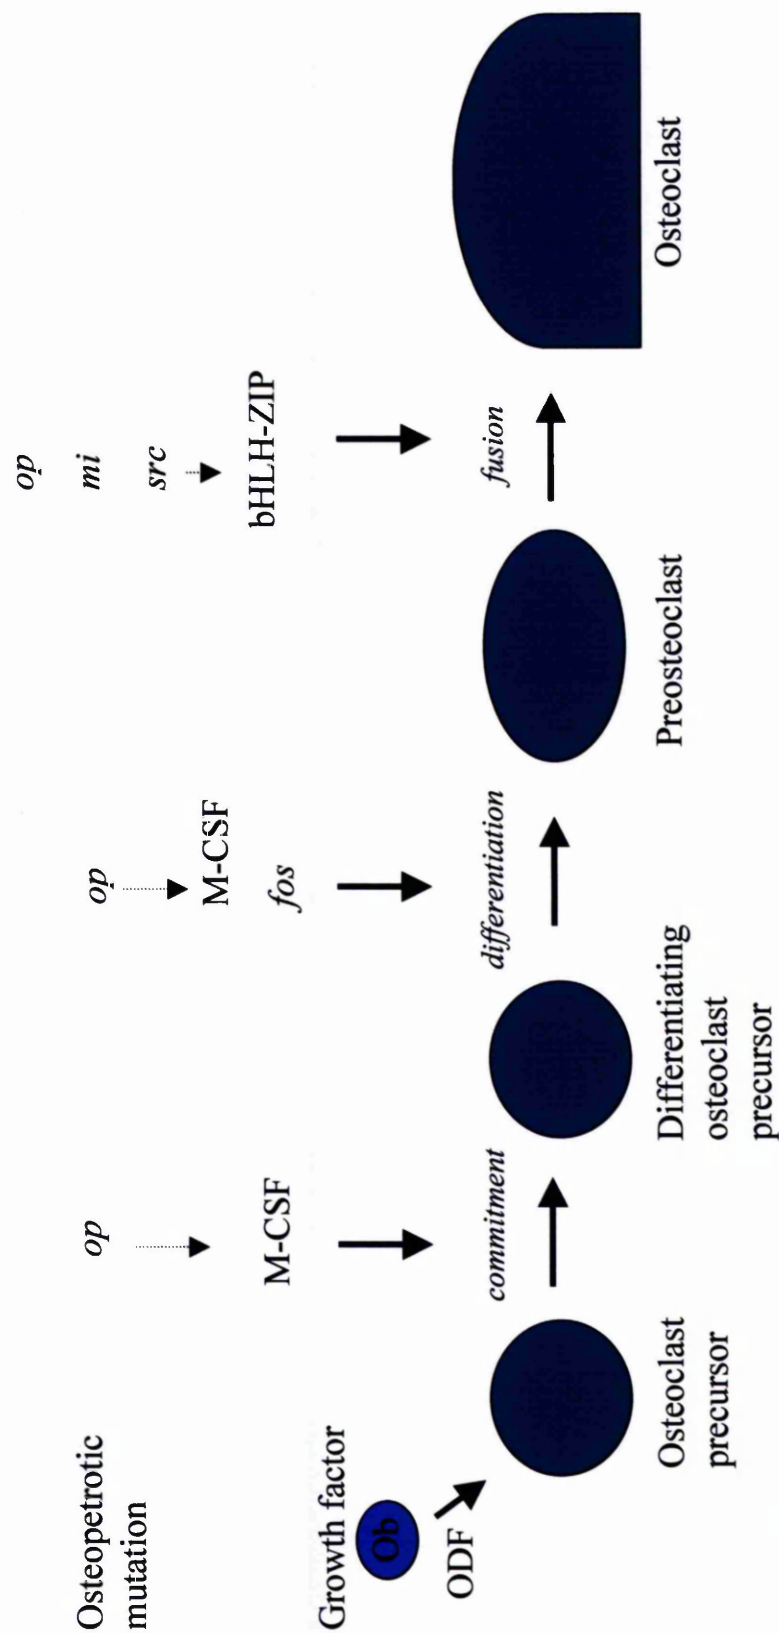 Osteopetrotic
mutation
op
op
op
mi
src
Growth factor
M-CSF
M-CSF
fos
bHLH-ZIP
Ob
ODF
commitment
differentiation
fusion
Osteoclast
precursor
Differentiating
osteoclast
precursor
Preosteoclast
Osteoclast